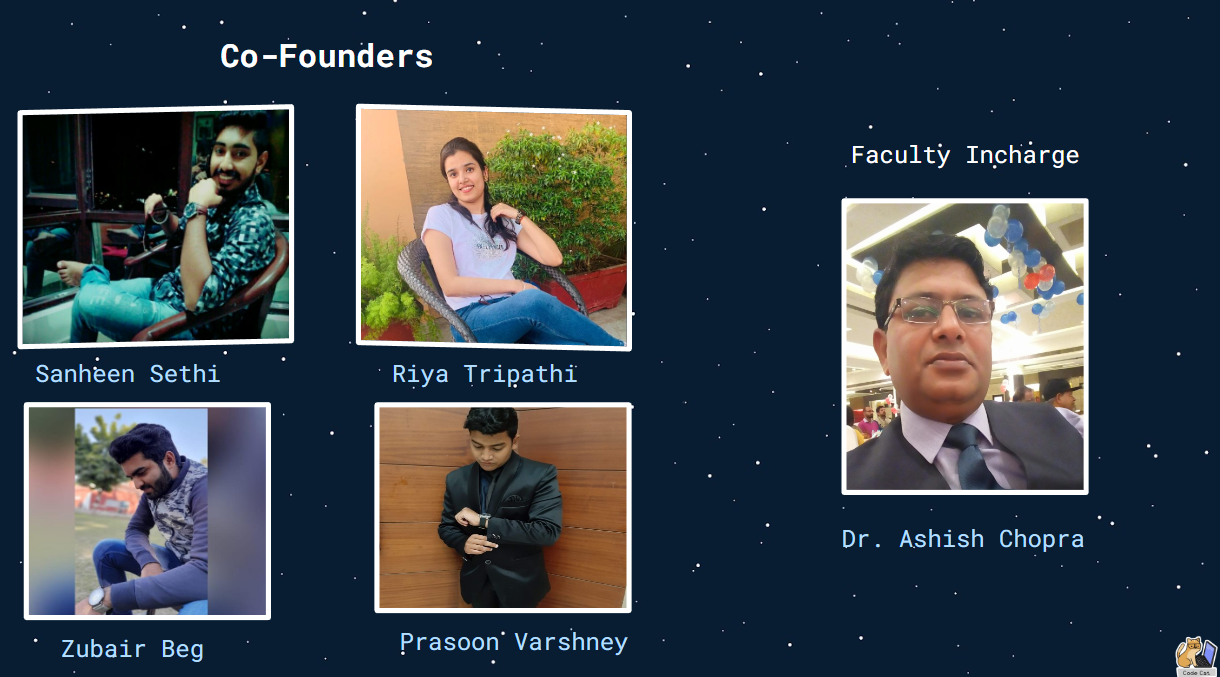 Co-Founders
Sanheen Sethi
Riya Tripathi
Zubair Beg
Prasoon Varshney
Faculty Incharge
Dr. Ashish Chopra
Code Cat.